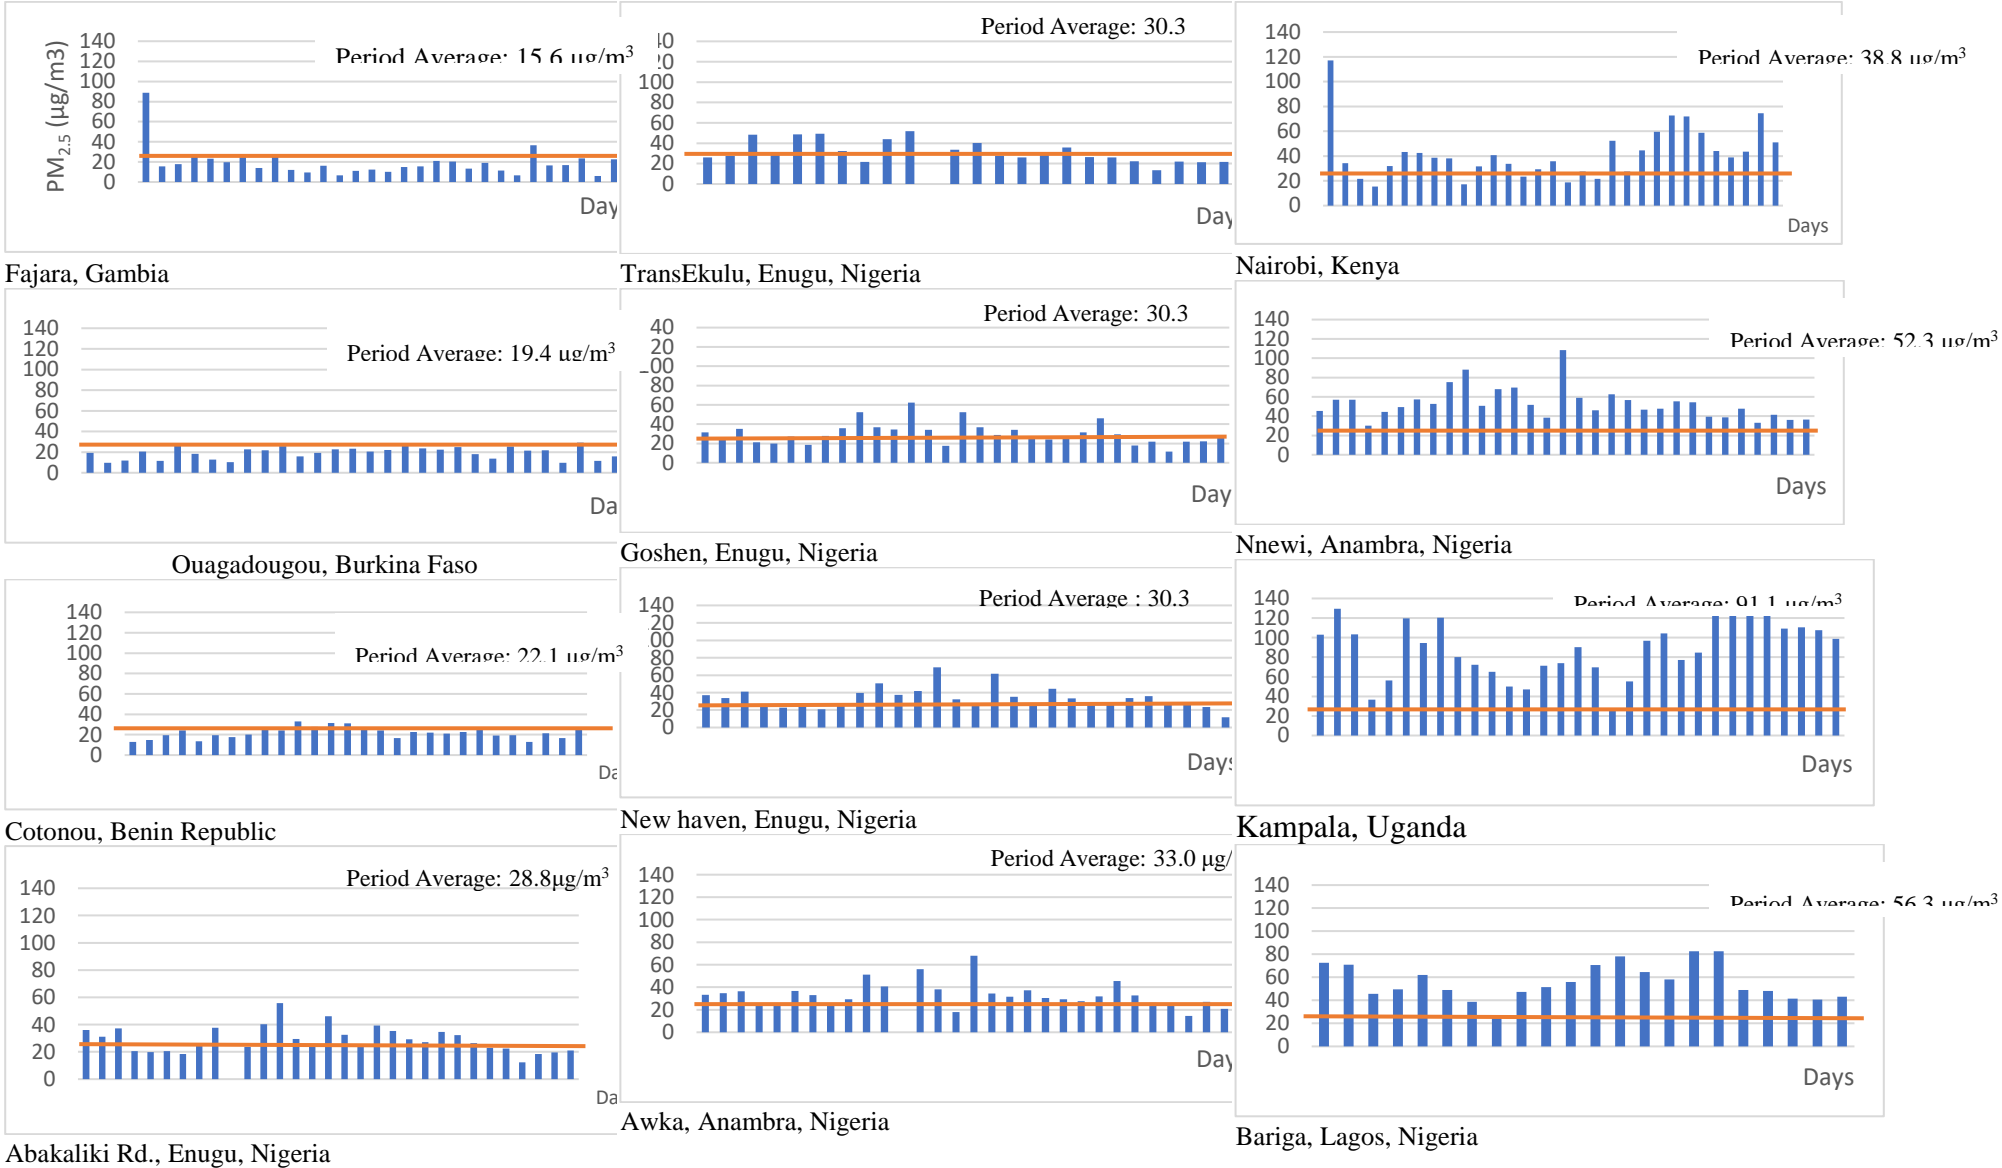 140
120
100
80
60
40
20
0
PM2.5 (µg/m3)
Period Average: 15.6 µg/m3
Day
Fajara, Gambia
Period Average: 30.3
40
20
100
80
60
40
20
0
Day
TransEkulu, Enugu, Nigeria
140
120
100
80
60
40
20
0
Period Average: 38.8 µg/m3
Days
Nairobi, Kenya
140
120
100
80
60
40
20
0
Period Average: 19.4 µg/m3
Da
Ouagadougou, Burkina Faso
Period Average: 30.3
40
20
00
80
60
40
20
0
Day
Goshen, Enugu, Nigeria
140
120
100
80
60
40
20
0
Period Average: 52.3 µg/m3
Days
Nnewi, Anambra, Nigeria
140
120
100
80
60
40
20
0
Period Average: 22.1 µg/m3
Da
Cotonou, Benin Republic
Period Average : 30.3
140
120
100
80
60
40
20
0
Days
New haven, Enugu, Nigeria
140
120
100
80
60
40
20
0
Period Average: 91.1 µg/m3
Days
Kampala, Uganda
Period Average: 28.8µg/m3
140
120
100
80
60
40
20
0
Da
Abakaliki Rd., Enugu, Nigeria
Period Average: 33.0 µg/
140
120
100
80
60
40
20
0
Day
Awka, Anambra, Nigeria
140
120
100
80
60
40
20
0
Period Average: 56.3 µg/m3
Days
Bariga, Lagos, Nigeria